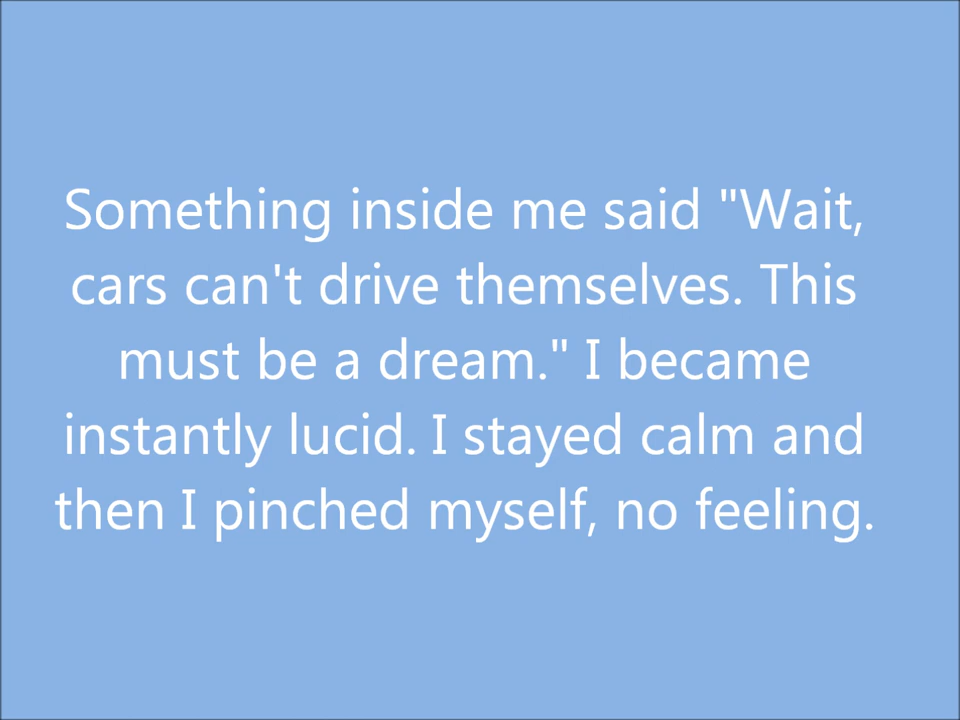 Something inside me said "Wait,
cars can't drive themselves. This
must be a dream." I became
instantly lucid. I stayed calm and
then I pinched myself, no feeling.